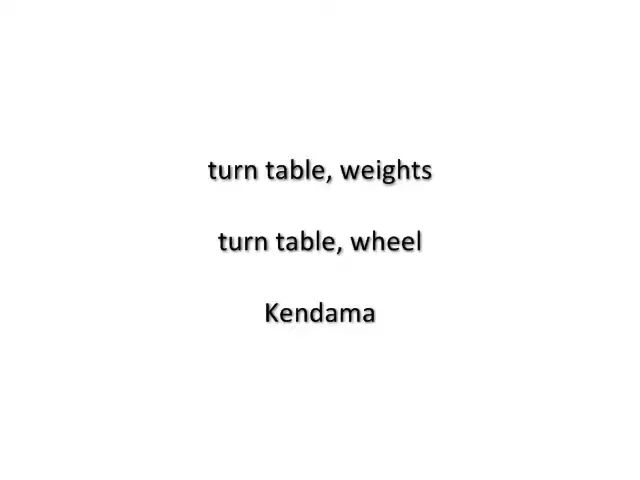 turn table, weights
turn table, wheel
Kendama